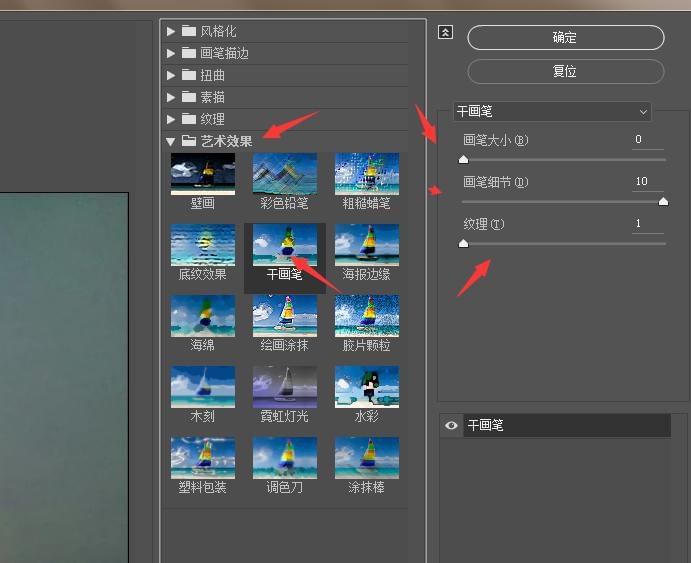 风格化
画笔描边
扭曲
素描
纹理
艺术效果
壁画 彩色铅笔 粗糙蜡笔
底纹效果 干画笔 海报边缘
海绵 绘画涂抹 胶片颗粒
木刻 霓虹灯光 水彩
塑料包装 调色刀 涂抹棒
确定
复位
干画笔
画笔大小(B) 0
画笔细节(D) 10
纹理(T) 1
干画笔